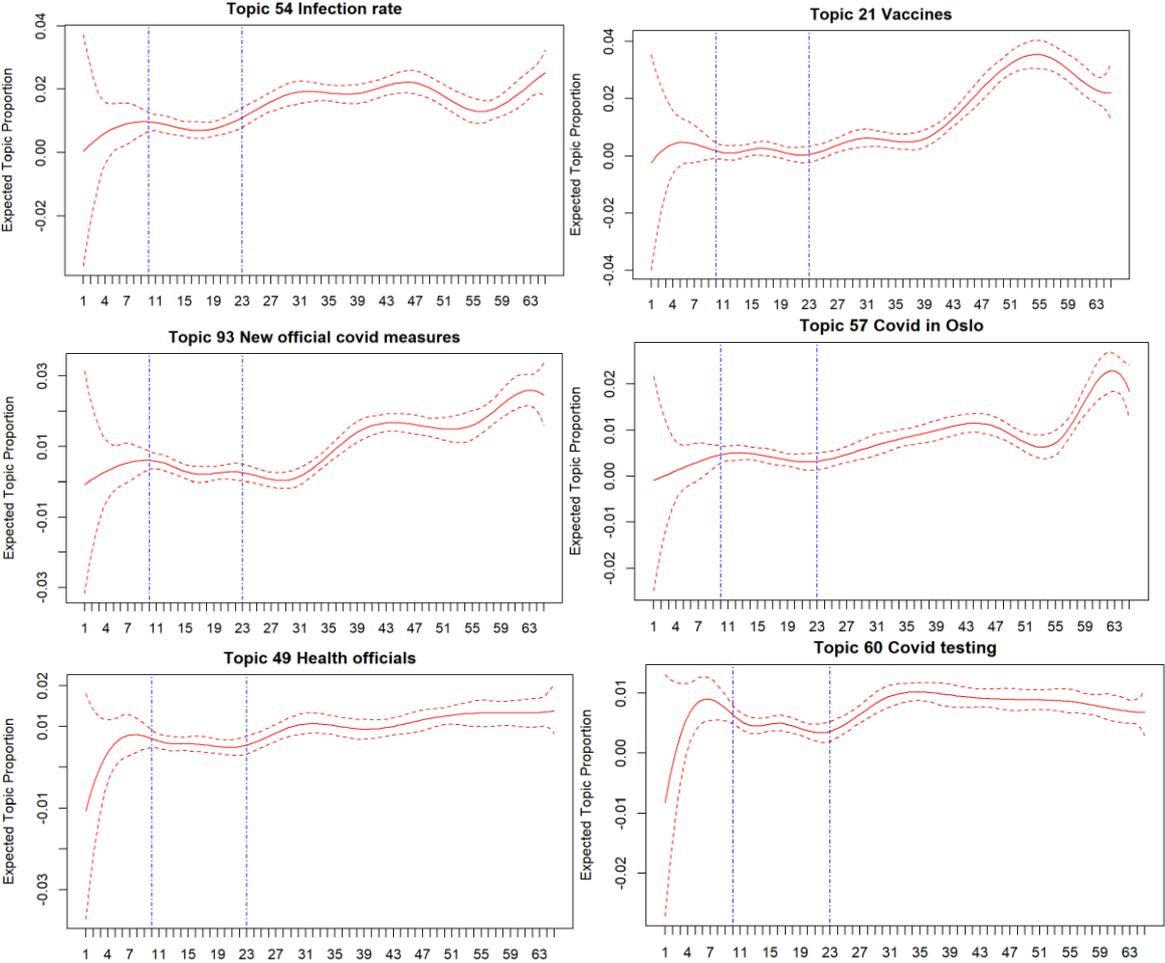 Topic 54 Infection rate
Expected Topic Proportion
0.04
0.02
0.00
-0.02
1 4 7 11 15 19 23 27 31 35 39 43 47 51 55 59 63
Topic 21 Vaccines
Expected Topic Proportion
0.04
0.02
0.00
-0.02
-0.04
1 4 7 11 15 19 23 27 31 35 39 43 47 51 55 59 63
Topic 93 New official covid measures
Expected Topic Proportion
0.03
0.01
-0.01
-0.03
1 4 7 11 15 19 23 27 31 35 39 43 47 51 55 59 63
Topic 57 Covid in Oslo
Expected Topic Proportion
0.02
0.01
0.00
-0.01
-0.02
1 4 7 11 15 19 23 27 31 35 39 43 47 51 55 59 63
Topic 49 Health officials
Expected Topic Proportion
0.02
0.01
-0.01
-0.03
1 4 7 11 15 19 23 27 31 35 39 43 47 51 55 59 63
Topic 60 Covid testing
Expected Topic Proportion
0.01
0.00
-0.01
-0.02
1 4 7 11 15 19 23 27 31 35 39 43 47 51 55 59 63